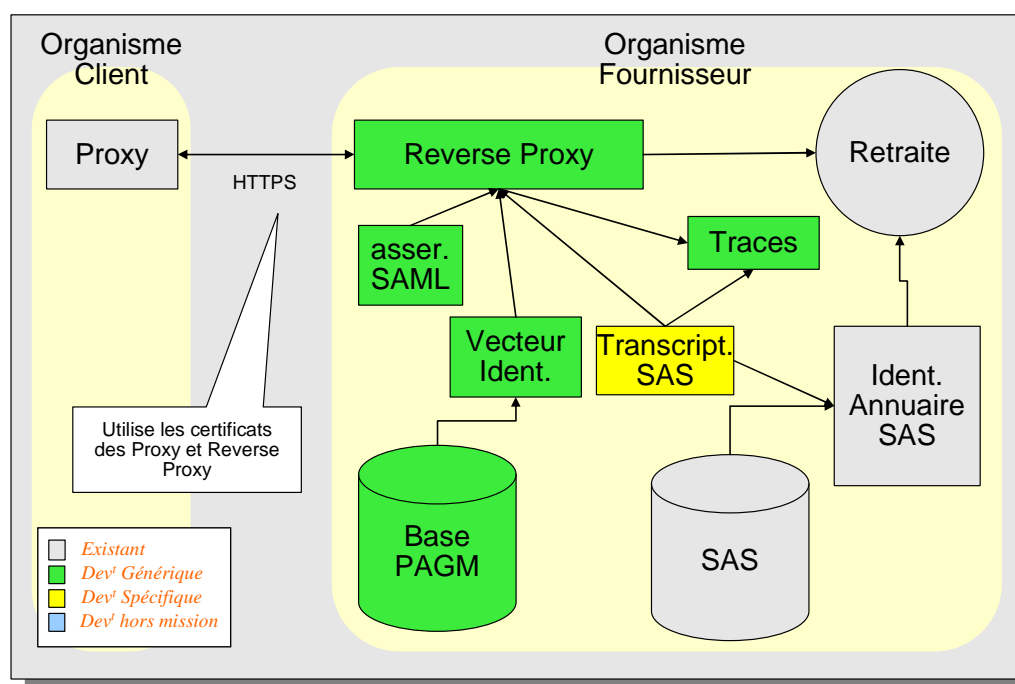 Organisme
Client
Organisme
Fournisseur
Proxy
HTTPS
Reverse Proxy
Retraite
asser.
SAML
Traces
Vecteur
Ident.
Transcript.
SAS
Ident.
Annuaire
SAS
Utilise les certificats
des Proxy et Reverse
Proxy
Base
PAGM
SAS
Existant
Devt Générique
Devt Spécifique
Devt hors mission